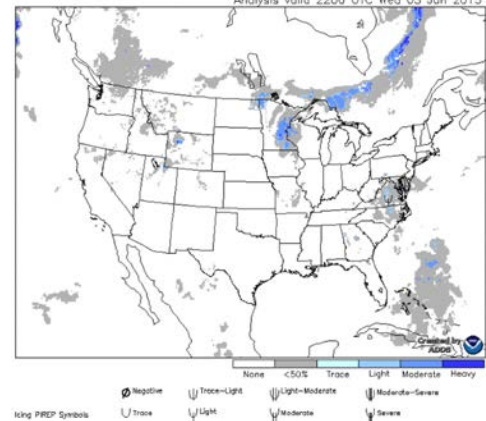 Analysis valid 2200 UTC Wed 03 Jun 2015
Created by
ADDS
None <50% Trace Light Moderate Heavy
Negative Trace-Light Light-Moderate Moderate-Severe
Icing PIREP Symbols Trace Light Moderate Severe